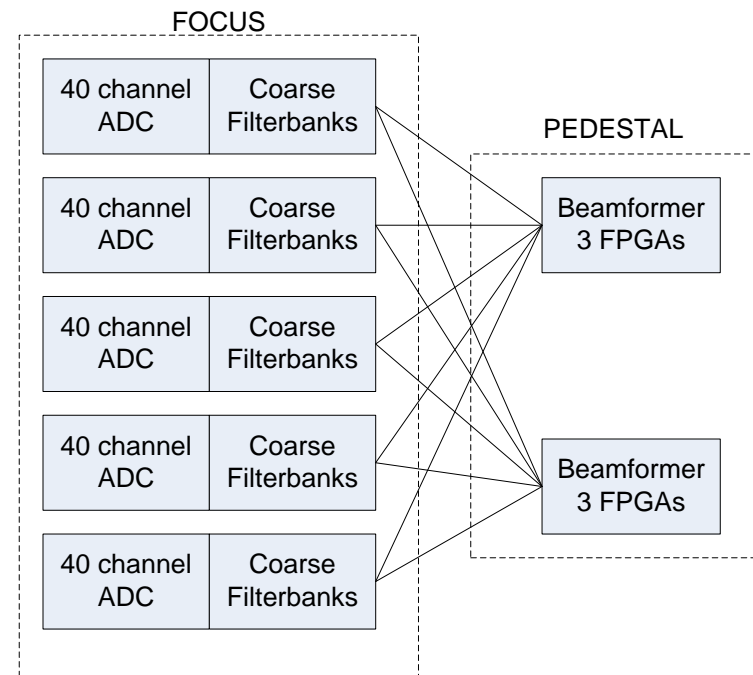 FOCUS
40 channel
ADC
Coarse
Filterbanks
40 channel
ADC
Coarse
Filterbanks
40 channel
ADC
Coarse
Filterbanks
40 channel
ADC
Coarse
Filterbanks
40 channel
ADC
Coarse
Filterbanks
PEDESTAL
Beamformer
3 FPGAs
Beamformer
3 FPGAs